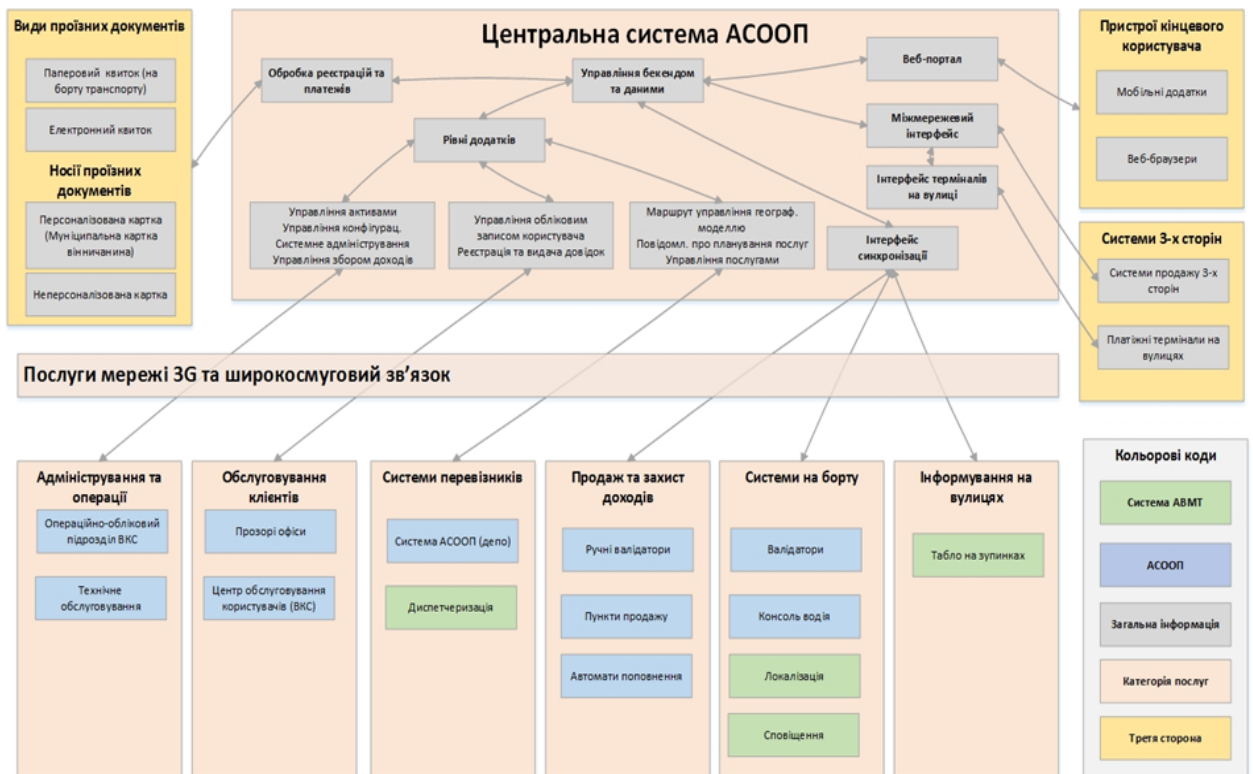 Види проїзних документів
Паперовий квиток (на
борту транспорту)
Електронний квиток
Носії проїзних
документів
Персоналізована картка
(Муніципальна картка
вінничанина)
Неперсоналізована картка
Центральна система АСООП
Обробка реєстрацій та
платежів
Управління бекендом
та даними
Веб-портал
Рівні додатків
Міжмережевий
інтерфейс
Інтерфейс терміналів
на вулиці
Управління активами
Управління конфігурац.
Системне адміністрування
Управління збором доходів
Управління обліковим
записом користувача
Реєстрація та видача довідок
Маршрут управління географ.
моделлю
Повідомл. про планування послуг
Управління послугами
Інтерфейс
синхронізації
Пристрої кінцевого
користувача
Мобільні додатки
Веб-браузери
Системи 3-х сторін
Системи продажу 3-х
сторін
Платіжні термінали на
вулицях
Послуги мережі 3G та широкосмуговий зв’язок
Адміністрування та
операції
Операційно-обліковий
підрозділ ВКС
Технічне
обслуговування
Обслуговування
клієнтів
Прозорі офіси
Центр обслуговування
користувачів (ВКС)
Системи перевізників
Система АСООП (депо)
Диспетчеризація
Продаж та захист
доходів
Ручні валідатори
Пункти продажу
Автомати поповнення
Системи на борту
Валідатори
Консоль водія
Локалізація
Сповіщення
Інформування на
вулицях
Табло на зупинках
Кольорові коди
Система АВМТ
АСООП
Загальна інформація
Категорія послуг
Третя сторона